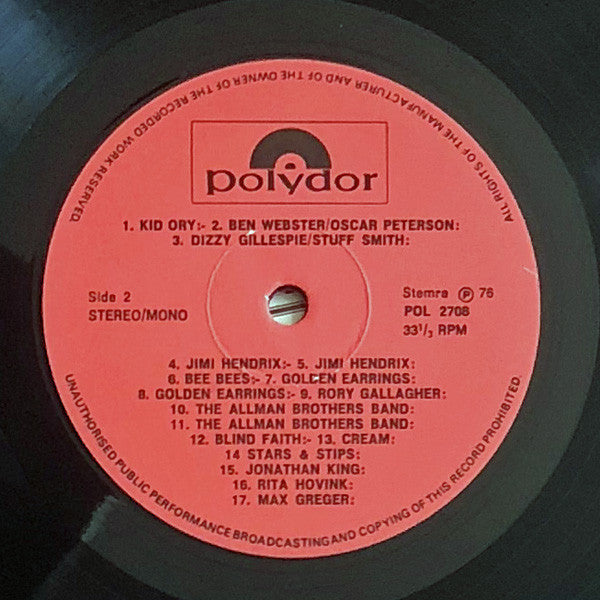 ALL RIGHTS OF THE MANUFACTURER AND OF THE OWNER OF THE RECORDED WORK RESERVED.
polydor
1. KID ORY:- 2. BEN WEBSTER/OSCAR PETERSON:
3. DIZZY GILLESPIE/STUFF SMITH:
Side 2
STEREO/MONO
Stemra Ⓟ 76
POL 2708
33¹/₃ RPM
4. JIMI HENDRIX:- 5. JIMI HENDRIX:
6. BEE BEES:- 7. GOLDEN EARRINGS:
8. GOLDEN EARRINGS:- 9. RORY GALLAGHER:
10. THE ALLMAN BROTHERS BAND:
11. THE ALLMAN BROTHERS BAND:
12. BLIND FAITH:- 13. CREAM:
14 STARS & STIPS:
15. JONATHAN KING:
16. RITA HOVINK:
17. MAX GREGER:
UNAUTHORISED PUBLIC PERFORMANCE BROADCASTING AND COPYING OF THIS RECORD PROHIBITED.